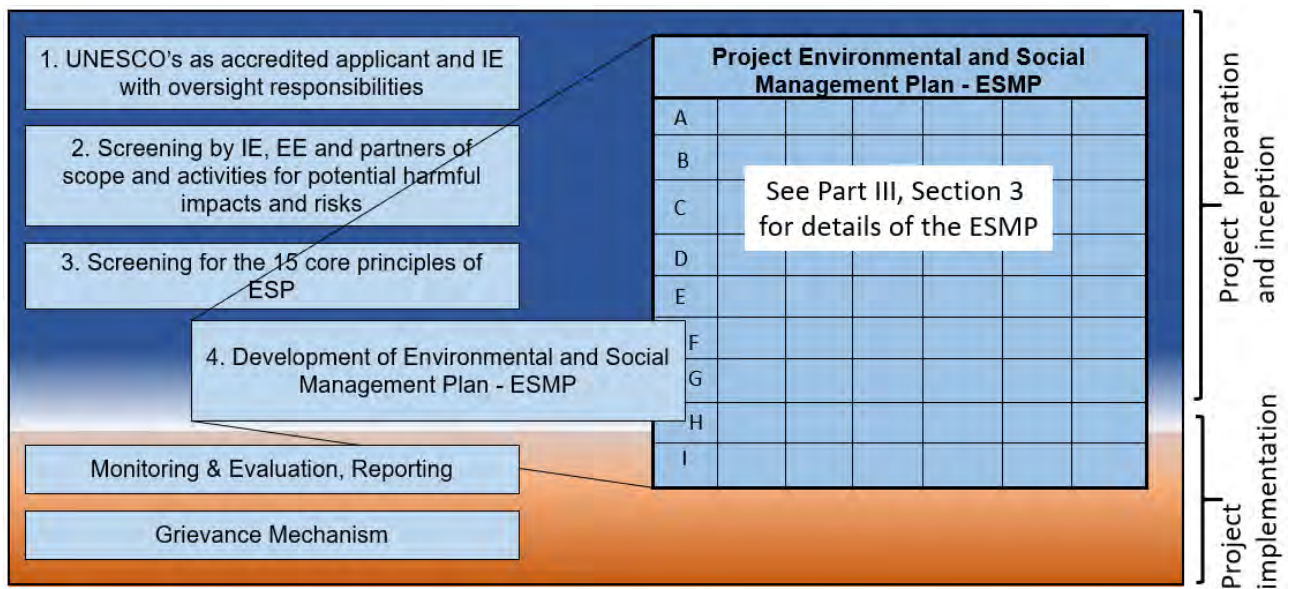 1. UNESCO's as accredited applicant and IE
with oversight responsibilities
2. Screening by IE, EE and partners of
scope and activities for potential harmful
impacts and risks
3. Screening for the 15 core principles of
ESP
4. Development of Environmental and Social
Management Plan - ESMP
Monitoring & Evaluation, Reporting
Grievance Mechanism
Project Environmental and Social
Management Plan - ESMP
A
B
C
D
E
F
G
H
I
See Part III, Section 3
for details of the ESMP
Project preparation
and inception
Project
implementation